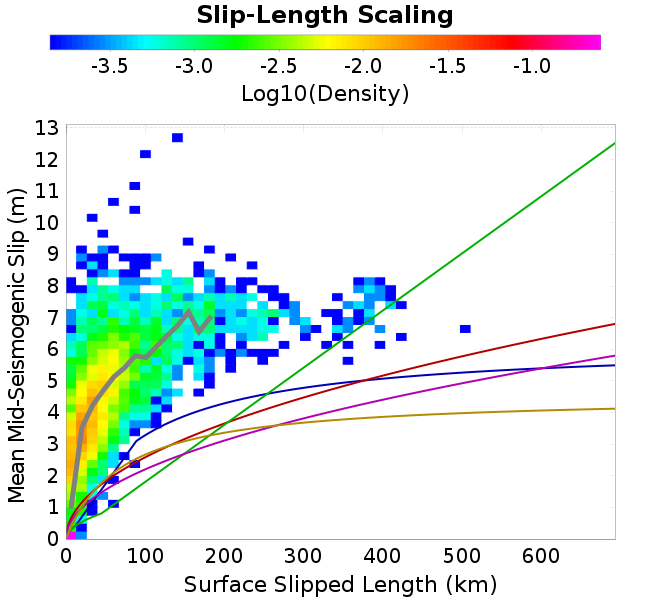 Slip-Length Scaling
-3.5 -3.0 -2.5 -2.0 -1.5 -1.0
Log10(Density)
13
12
11
10
9
8
7
6
5
4
3
2
1
0
Mean Mid-Seismogenic Slip (m)
0 100 200 300 400 500 600
Surface Slipped Length (km)